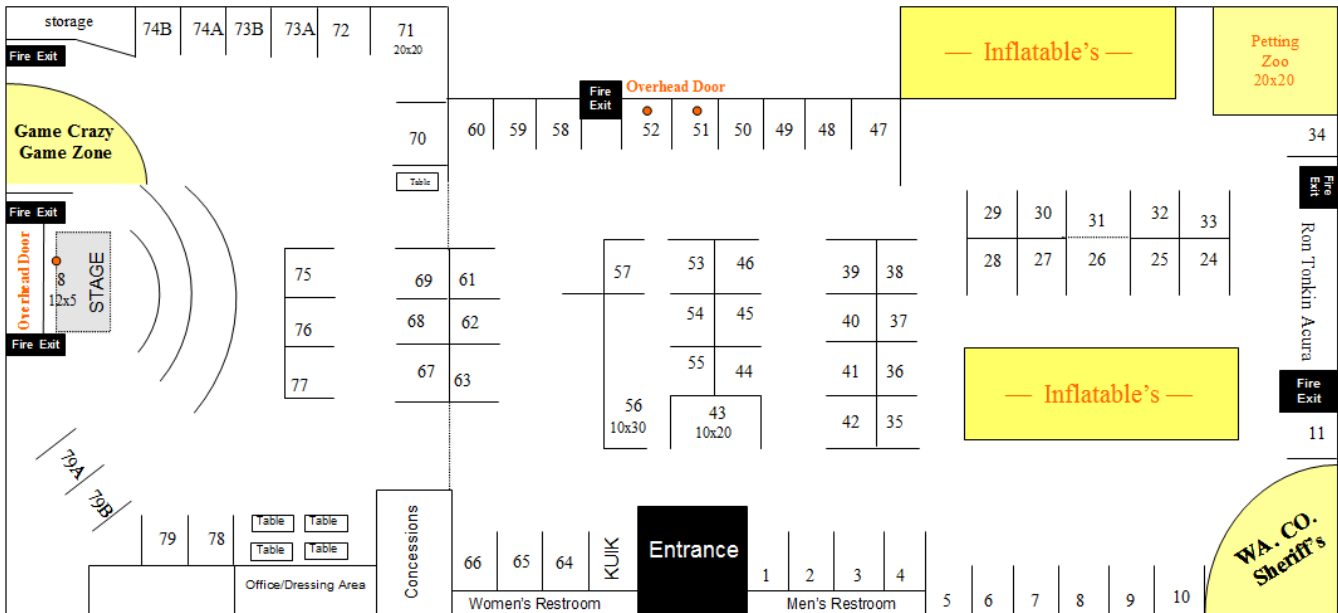 storage
74B
74A
73B
73A
72
71
20x20
Fire Exit
— Inflatable's —
Petting
Zoo
20x20
Fire
Exit
Overhead Door
Game Crazy
Game Zone
70
60
59
58
52
51
50
49
48
47
34
Table
Fire
Exit
Fire Exit
29
30
31
32
33
Overhead Door
8
12x5
STAGE
75
69
61
57
53
46
39
38
28
27
26
25
24
Ron Tonkin Acura
76
68
62
54
45
40
37
Fire Exit
77
67
63
55
44
41
36
— Inflatable's —
Fire
Exit
56
10x30
43
10x20
42
35
11
79A
79B
79
78
Table
Table
Table
Table
Office/Dressing Area
Concessions
66
65
64
KUIK
Entrance
1
2
3
4
Women's Restroom
Men's Restroom
5
6
7
8
9
10
WA. CO.
Sheriff's